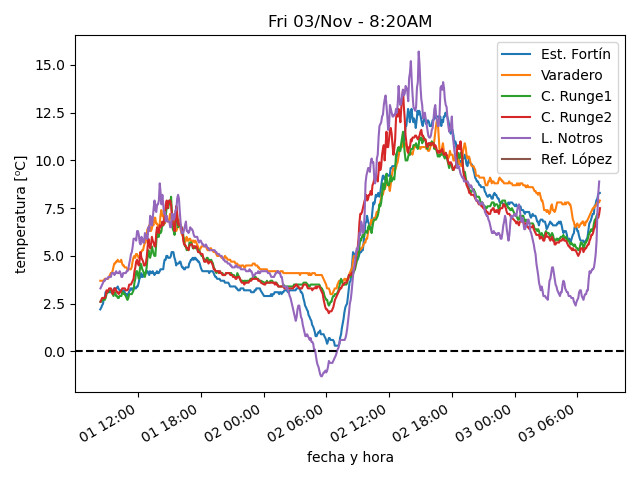 Fri 03/Nov - 8:20AM
temperatura [ºC]
15.0
12.5
10.0
7.5
5.0
2.5
0.0
Est. Fortín
Varadero
C. Runge1
C. Runge2
L. Notros
Ref. López
01 12:00
01 18:00
02 00:00
02 06:00
02 12:00
02 18:00
03 00:00
03 06:00
fecha y hora